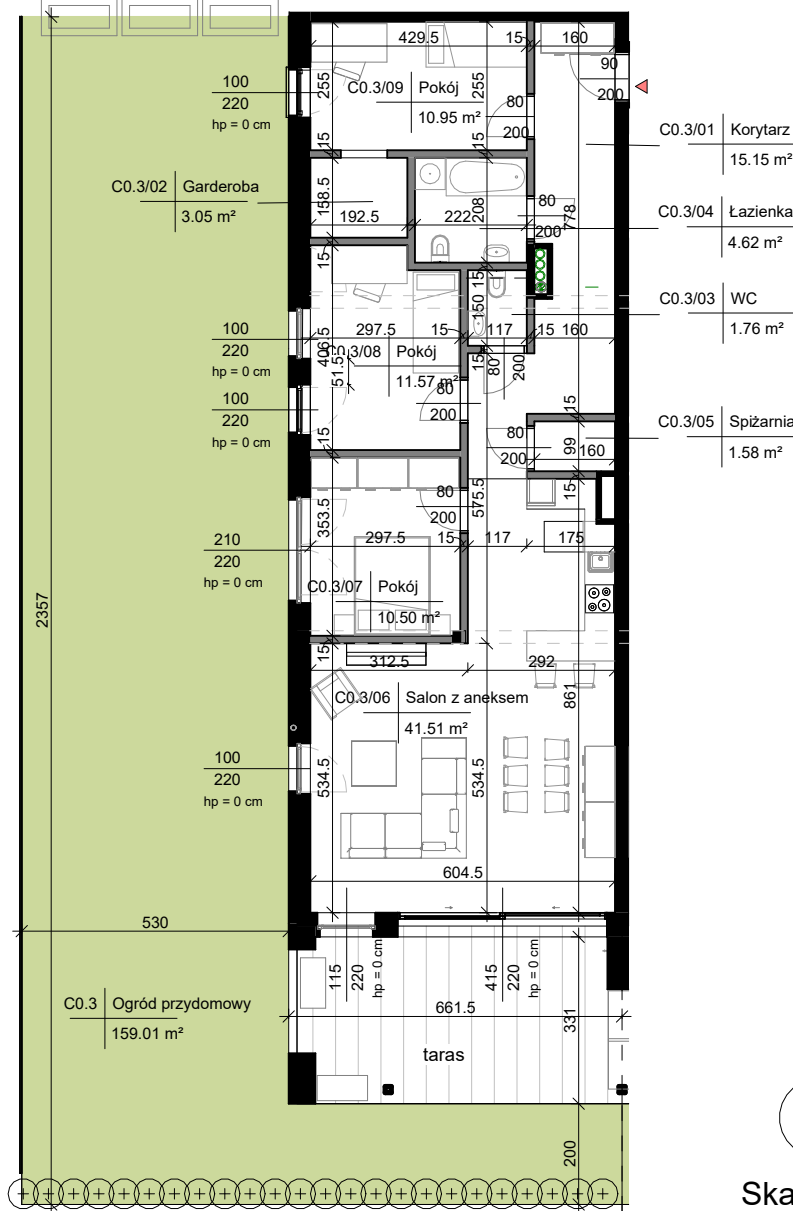 429.5
15
160
90
200
100
220
hp = 0 cm
255
C0.3/09 Pokój
10.95 m²
255
80
200
15
15
C0.3/01 Korytarz
15.15 m²
C0.3/02 Garderoba
3.05 m²
158.5
192.5
222
208
80
200
778
C0.3/04 Łazienka
4.62 m²
15
15
150
C0.3/03 WC
1.76 m²
100
220
hp = 0 cm
297.5
15
117
15
160
406.5
51.5
C0.3/08 Pokój
11.57 m²
15
80
200
80
200
100
220
hp = 0 cm
15
15
80
200
99
160
C0.3/05 Spiżarnia
1.58 m²
15
353.5
80
200
575.5
210
220
hp = 0 cm
297.5
15
117
175
C0.3/07 Pokój
10.50 m²
2357
15
312.5
292
861
C0.3/06 Salon z aneksem
41.51 m²
100
220
hp = 0 cm
534.5
534.5
604.5
530
115
220
hp = 0 cm
415
220
hp = 0 cm
C0.3 Ogród przydomowy
159.01 m²
661.5
331
taras
200
Ska